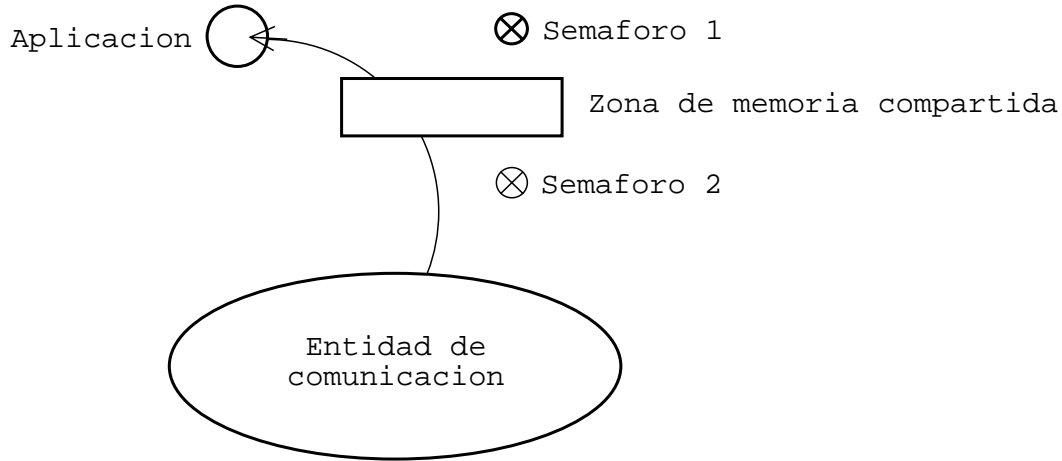 Aplicacion
Semaforo 1
Zona de memoria compartida
Semaforo 2
Entidad de
comunicacion